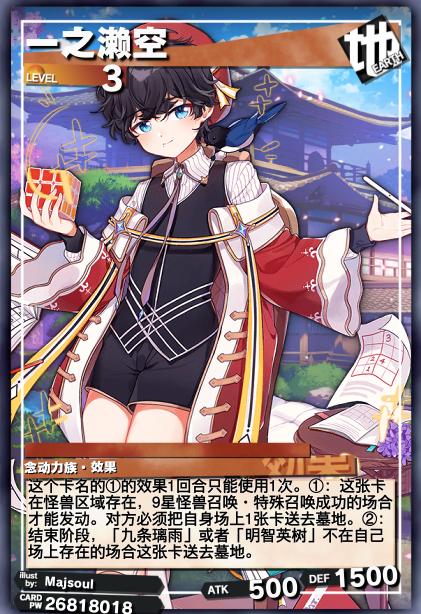 一之濑空
地
EARTH
LEVEL
3
3
2 4
1
念动力族·效果
这个卡名的①的效果1回合只能使用1次。①：这张卡
在怪兽区域存在，9星怪兽召唤·特殊召唤成功的场合
才能发动。对方必须把自身场上1张卡送去墓地。②：
结束阶段，「九条璃雨」或者「明智英树」不在自己
场上存在的场合这张卡送去墓地。
illust by: Majsoul
ATK 500 DEF 1500
CARD PW 26818018